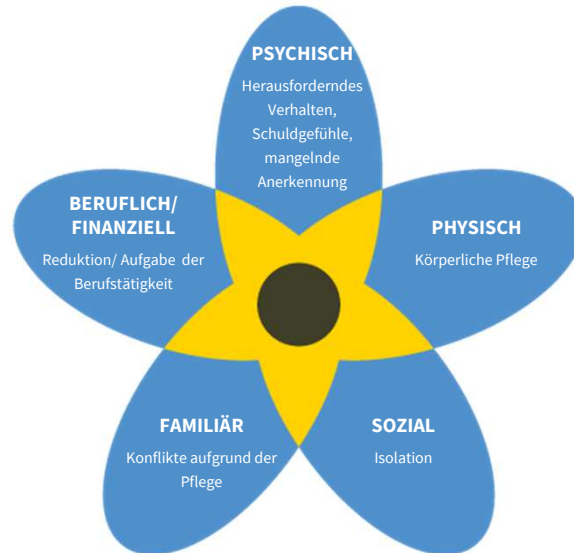 PSYCHISCH
Herausforderndes
Verhalten,
Schuldgefühle,
mangelnde
Anerkennung
BERUFLICH/
FINANZIELL
Reduktion/ Aufgabe der
Berufstätigkeit
PHYSISCH
Körperliche Pflege
FAMILIÄR
Konflikte aufgrund der
Pflege
SOZIAL
Isolation